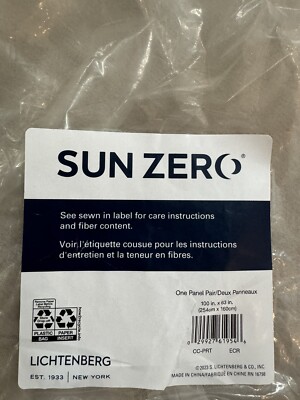 SUN ZERO®
See sewn in label for care instructions
and fiber content.
Voir l'étiquette cousue pour les instructions
d'entretien et la teneur en fibres.
One Panel Pair/Deux Panneaux
100 in. x 63 in.
(254cm x 160cm)
PLASTIC BAG
PAPER INSERT
CC-PRT ECR
LICHTENBERG
EST. 1933 | NEW YORK
© 2023 S. LICHTENBERG & CO., INC
MADE IN CHINA/FABRIQUÉ EN CHINE RN 16798